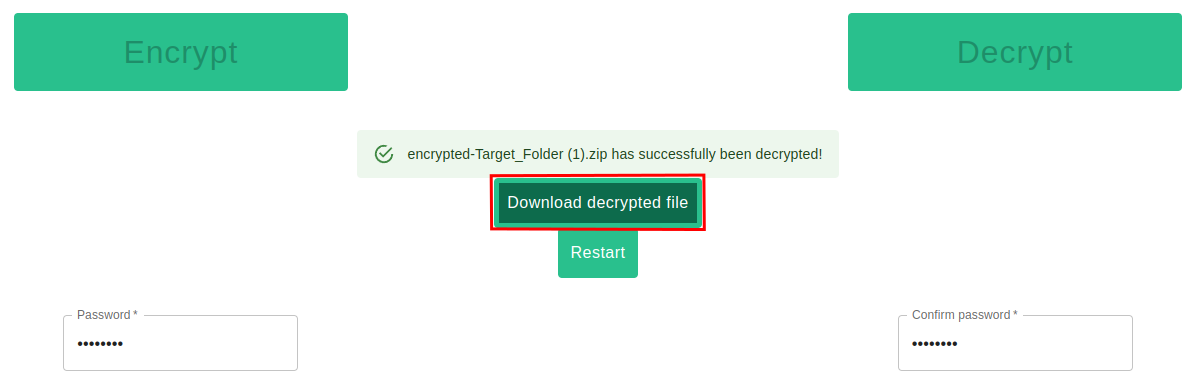 Encrypt
Decrypt
encrypted-Target_Folder (1).zip has successfully been decrypted!
Download decrypted file
Restart
Password *
Confirm password *
••••••••
••••••••